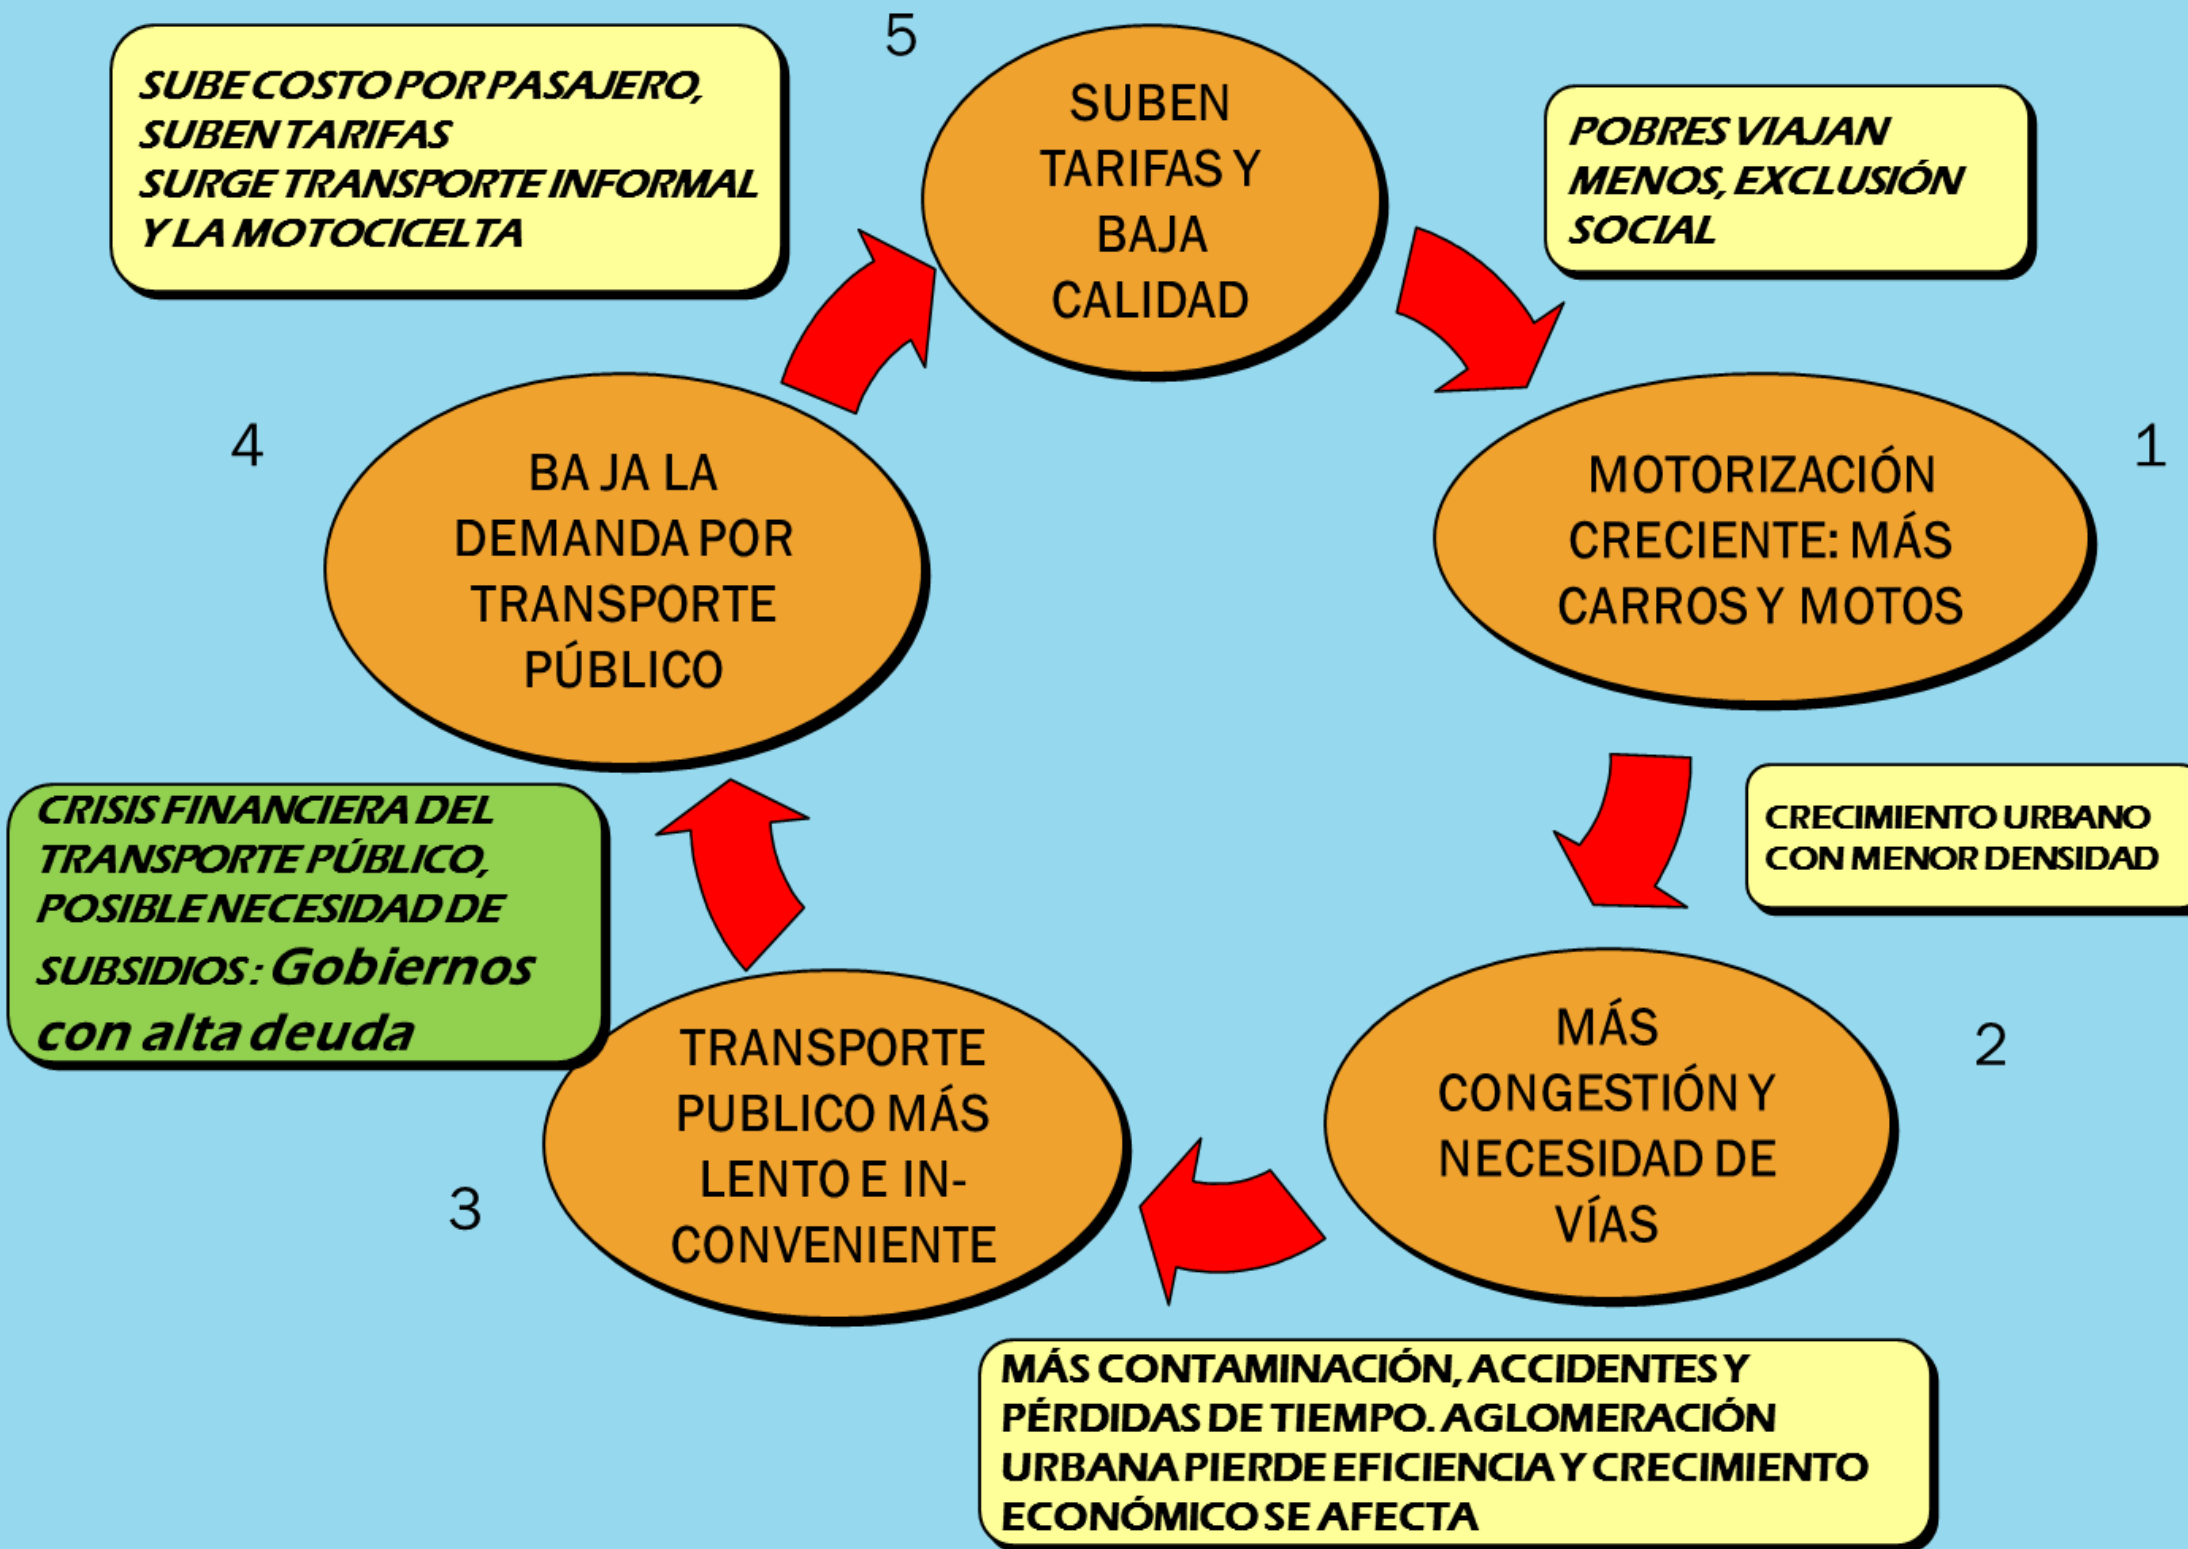 5
SUBE COSTO POR PASAJERO,
SUBEN TARIFAS
SURGE TRANSPORTE INFORMAL
Y LA MOTOCICELTA
SUBEN
TARIFAS Y
BAJA
CALIDAD
POBRES VIAJAN
MENOS, EXCLUSIÓN
SOCIAL
1
MOTORIZACIÓN
CRECIENTE: MÁS
CARROS Y MOTOS
4
BA JA LA
DEMANDA POR
TRANSPORTE
PÚBLICO
CRECIMIENTO URBANO
CON MENOR DENSIDAD
CRISIS FINANCIERA DEL
TRANSPORTE PÚBLICO,
POSIBLE NECESIDAD DE
SUBSIDIOS: Gobiernos
con alta deuda
2
MÁS
CONGESTIÓN Y
NECESIDAD DE
VÍAS
3
TRANSPORTE
PUBLICO MÁS
LENTO E IN-
CONVENIENTE
MÁS CONTAMINACIÓN, ACCIDENTES Y
PÉRDIDAS DE TIEMPO. AGLOMERACIÓN
URBANA PIERDE EFICIENCIA Y CRECIMIENTO
ECONÓMICO SE AFECTA